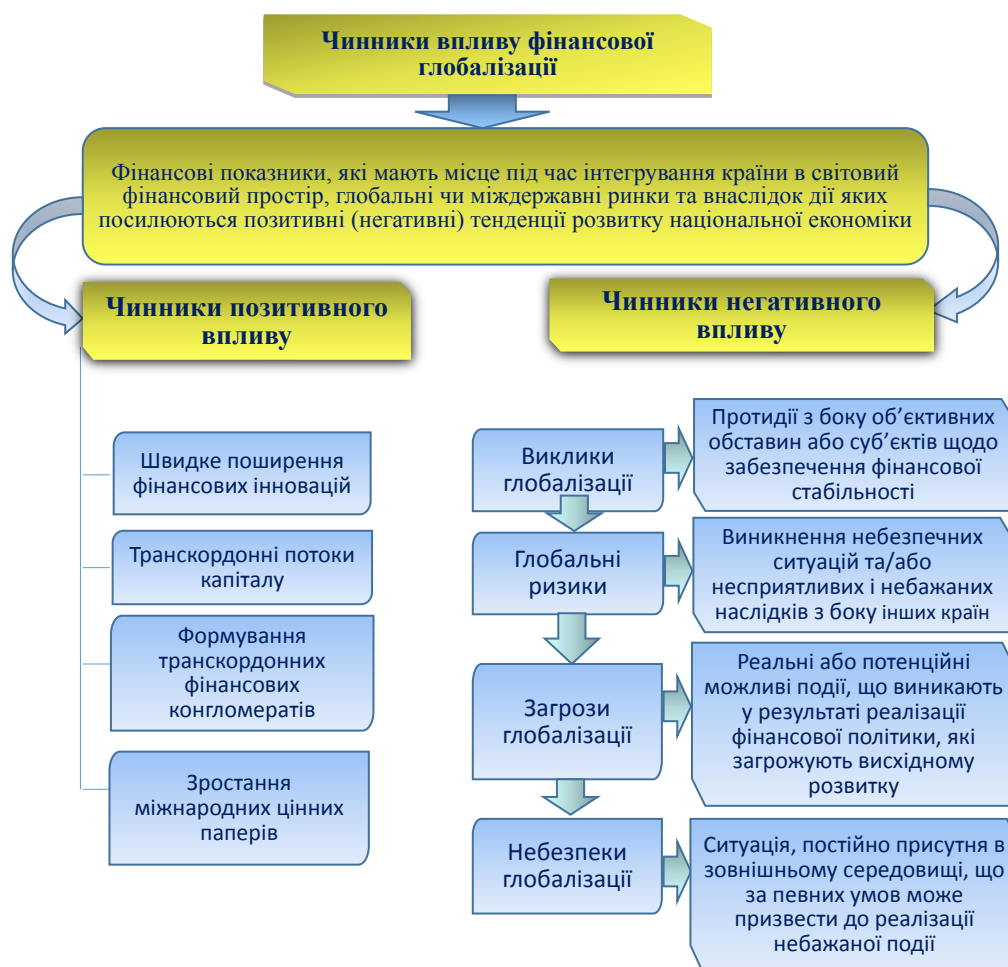 Чинники впливу фінансової
глобалізації
Фінансові показники, які мають місце під час інтегрування країни в світовий
фінансовий простір, глобальні чи міждержавні ринки та внаслідок дії яких
посилюються позитивні (негативні) тенденції розвитку національної економіки
Чинники позитивного
впливу
Чинники негативного
впливу
Швидке поширення
фінансових інновацій
Транскордонні потоки
капіталу
Формування
транскордонних
фінансових
конгломератів
Зростання
міжнародних цінних
паперів
Виклики
глобалізації
Протидії з боку об’єктивних
обставин або суб’єктів щодо
забезпечення фінансової
стабільності
Глобальні
ризики
Виникнення небезпечних
ситуацій та/або
несприятливих і небажаних
наслідків з боку інших країн
Загрози
глобалізації
Реальні або потенційні
можливі події, що виникають
у результаті реалізації
фінансової політики, які
загрожують висхідному
розвитку
Небезпеки
глобалізації
Ситуація, постійно присутня в
зовнішньому середовищі, що
за певних умов може
призвести до реалізації
небажаної події